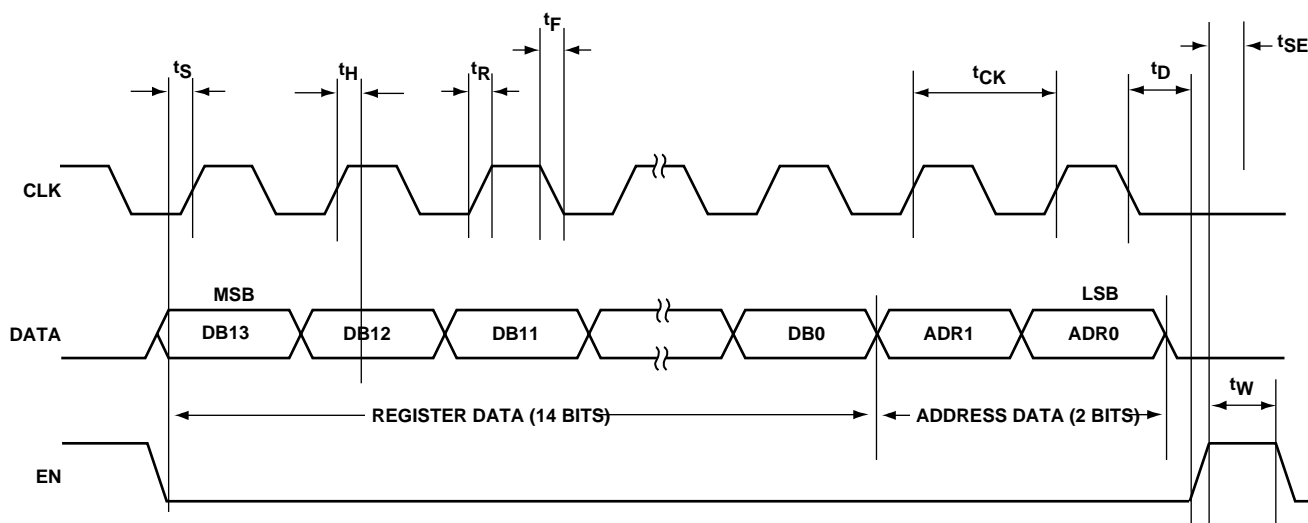 tF
tSE
tS
tH
tR
tCK
tD
CLK
MSB
LSB
DATA
DB13
DB12
DB11
DB0
ADR1
ADR0
tW
REGISTER DATA (14 BITS)
ADDRESS DATA (2 BITS)
EN